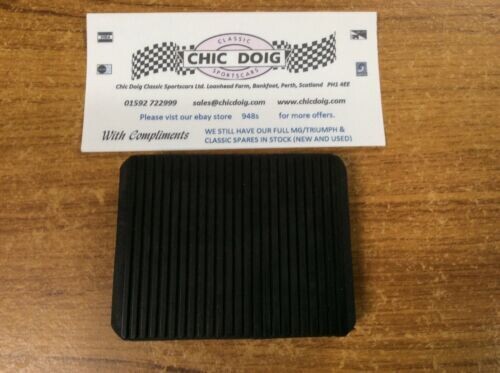 CLASSIC
CHIC DOIG
SPORTSCARS
Chic Doig Classic Sportscars Ltd. Loanhead Farm, Bankfoot, Perth, Scotland PH1 4EE
01592 722999 sales@chicdoig.com www.chicdoig.com
Please vist our ebay store 948s for more offers.
With Compliments
WE STILL HAVE OUR FULL MG/TRIUMPH &
CLASSIC SPARES IN STOCK (NEW AND USED)